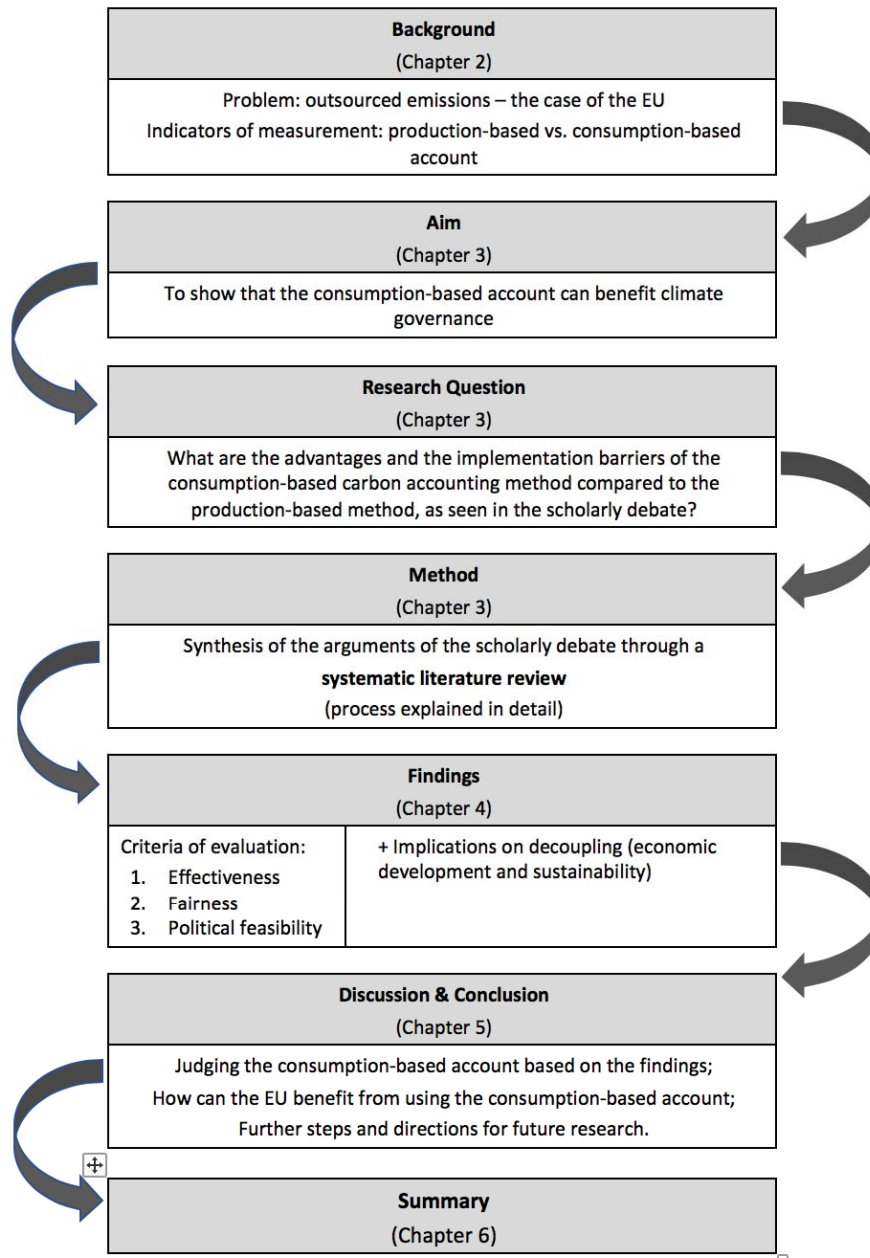 Background
(Chapter 2)
Problem: outsourced emissions – the case of the EU
Indicators of measurement: production-based vs. consumption-based
account
Aim
(Chapter 3)
To show that the consumption-based account can benefit climate
governance
Research Question
(Chapter 3)
What are the advantages and the implementation barriers of the
consumption-based carbon accounting method compared to the
production-based method, as seen in the scholarly debate?
Method
(Chapter 3)
Synthesis of the arguments of the scholarly debate through a
systematic literature review
(process explained in detail)
Findings
(Chapter 4)
Criteria of evaluation:
1. Effectiveness
2. Fairness
3. Political feasibility
+ Implications on decoupling (economic
development and sustainability)
Discussion & Conclusion
(Chapter 5)
Judging the consumption-based account based on the findings;
How can the EU benefit from using the consumption-based account;
Further steps and directions for future research.
Summary
(Chapter 6)